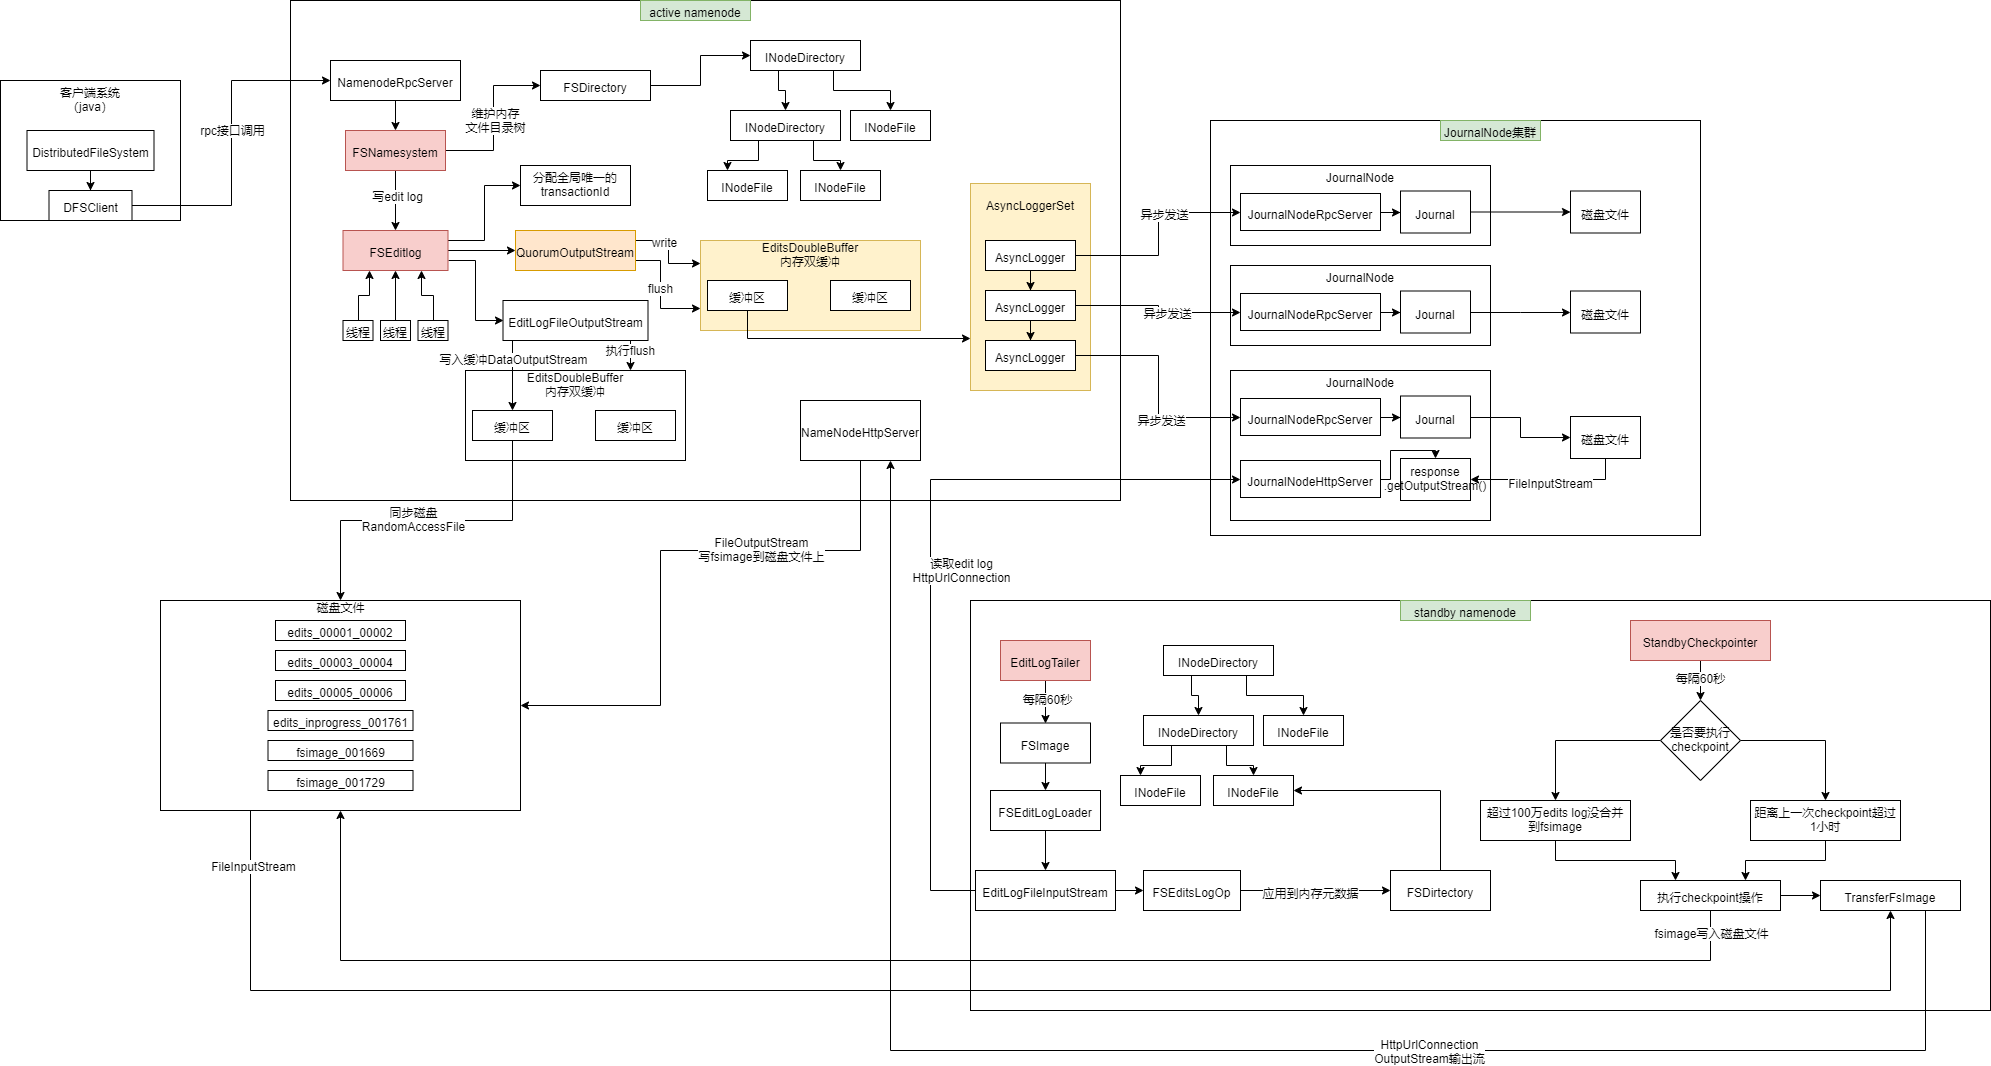 active namenode
客户端系统
（java）
DistributedFileSystem
DFSClient
rpc接口调用
NamenodeRpcServer
FSNamesystem
维护内存
文件目录树
FSDirectory
INodeDirectory
INodeDirectory
INodeFile
INodeFile
INodeFile
写edit log
分配全局唯一的
transactionId
FSEditlog
QuorumOutputStream
write
flush
EditsDoubleBuffer
内存双缓冲
缓冲区
缓冲区
线程
线程
线程
EditLogFileOutputStream
写入缓冲DataOutputStream
执行flush
EditsDoubleBuffer
内存双缓冲
缓冲区
缓冲区
NameNodeHttpServer
AsyncLoggerSet
AsyncLogger
AsyncLogger
AsyncLogger
异步发送
异步发送
异步发送
JournalNode集群
JournalNode
JournalNodeRpcServer
Journal
磁盘文件
JournalNode
JournalNodeRpcServer
Journal
磁盘文件
JournalNode
JournalNodeRpcServer
Journal
磁盘文件
JournalNodeHttpServer
response
.getOutputStream()
FileInputStream
同步磁盘
RandomAccessFile
FileOutputStream
写fsimage到磁盘文件上
读取edit log
HttpUrlConnection
磁盘文件
edits_00001_00002
edits_00003_00004
edits_00005_00006
edits_inprogress_001761
fsimage_001669
fsimage_001729
FileInputStream
standby namenode
EditLogTailer
每隔60秒
FSImage
FSEditLogLoader
EditLogFileInputStream
FSEditsLogOp
应用到内存元数据
FSDirtectory
INodeDirectory
INodeDirectory
INodeFile
INodeFile
INodeFile
StandbyCheckpointer
每隔60秒
是否要执行
checkpoint
超过100万edits log没合并
到fsimage
距离上一次checkpoint超过
1小时
执行checkpoint操作
TransferFsImage
fsimage写入磁盘文件
HttpUrlConnection
OutputStream输出流